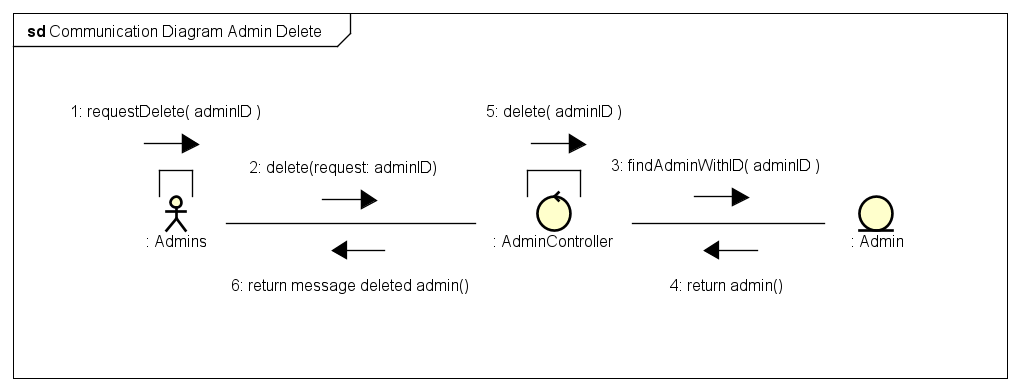 sd Communication Diagram Admin Delete
1: requestDelete( adminID )
5: delete( adminID )
2: delete(request: adminID)
3: findAdminWithID( adminID )
: Admins
: AdminController
: Admin
6: return message deleted admin()
4: return admin()